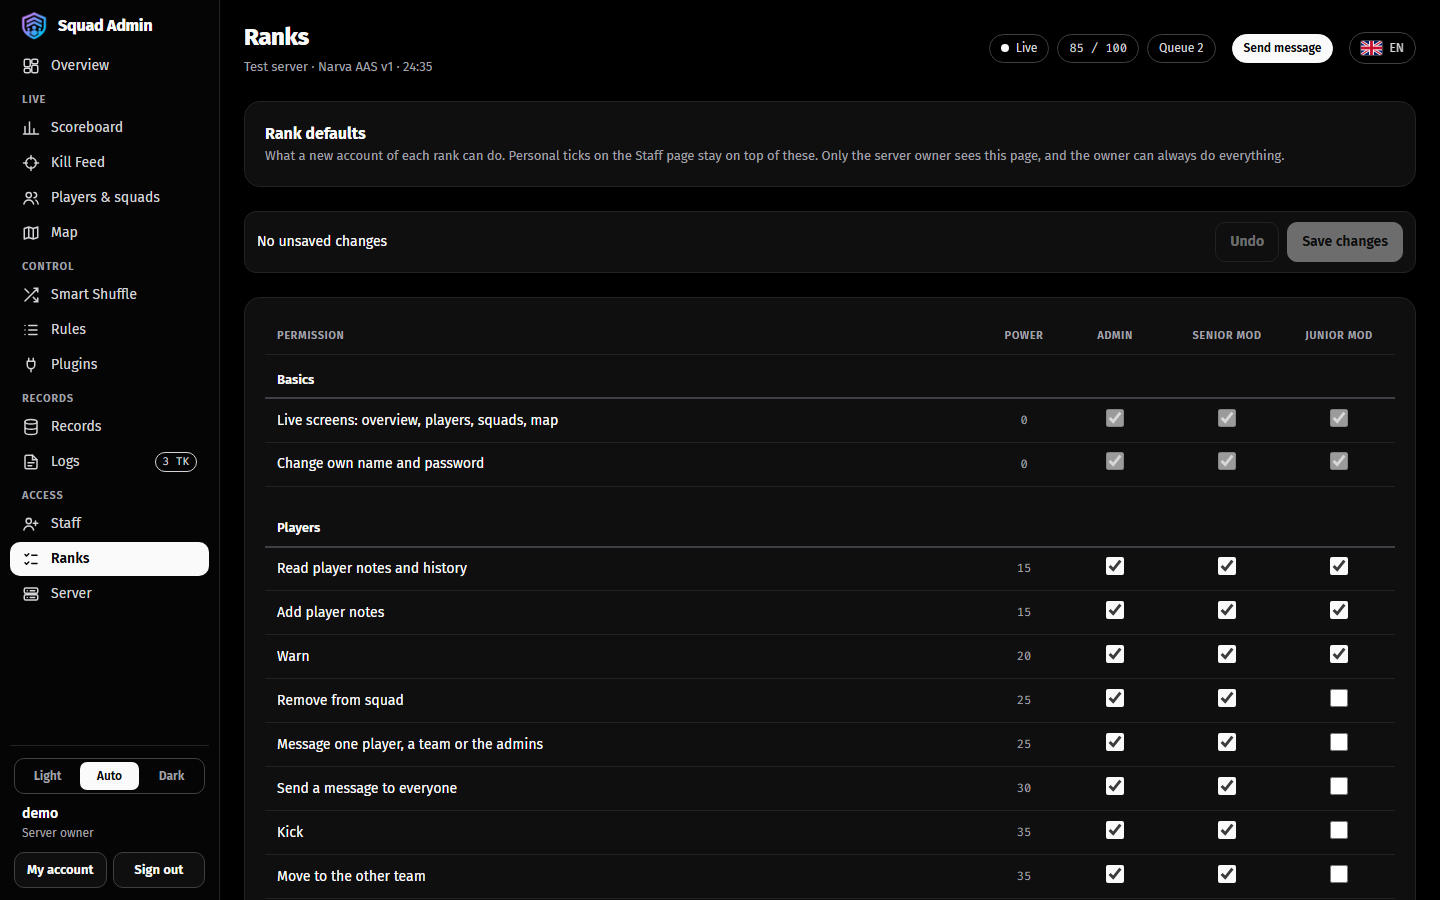 Squad Admin
Overview
LIVE
Scoreboard
Kill Feed
Players & squads
Map
CONTROL
Smart Shuffle
Rules
Plugins
RECORDS
Records
Logs
3 TK
ACCESS
Staff
Ranks
Server
Light Auto Dark
demo
Server owner
My account Sign out
Ranks
Test server · Narva AAS v1 · 24:35
Live
85 / 100
Queue 2
Send message
EN
Rank defaults
What a new account of each rank can do. Personal ticks on the Staff page stay on top of these. Only the server owner sees this page, and the owner can always do everything.
No unsaved changes
Undo
Save changes
PERMISSION POWER ADMIN SENIOR MOD JUNIOR MOD
Basics
Live screens: overview, players, squads, map 0
Change own name and password 0
Players
Read player notes and history 15
Add player notes 15
Warn 20
Remove from squad 25
Message one player, a team or the admins 25
Send a message to everyone 30
Kick 35
Move to the other team 35